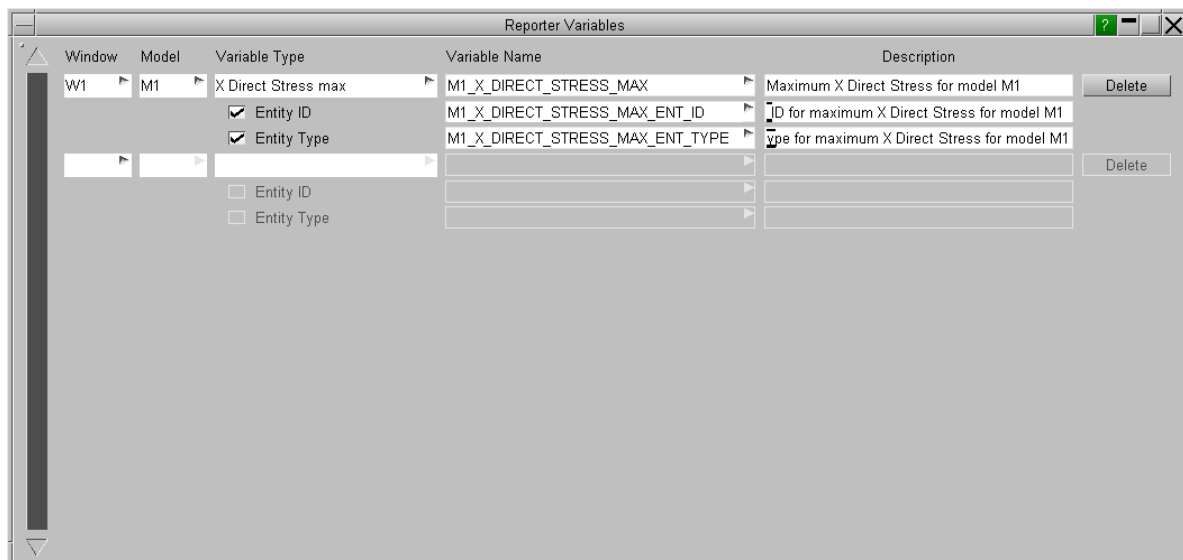 Reporter Variables ?
Window Model Variable Type Variable Name Description
W1 M1 X Direct Stress max M1_X_DIRECT_STRESS_MAX Maximum X Direct Stress for model M1 Delete
Entity ID M1_X_DIRECT_STRESS_MAX_ENT_ID ID for maximum X Direct Stress for model M1
Entity Type M1_X_DIRECT_STRESS_MAX_ENT_TYPE ype for maximum X Direct Stress for model M1
Delete
Entity ID
Entity Type